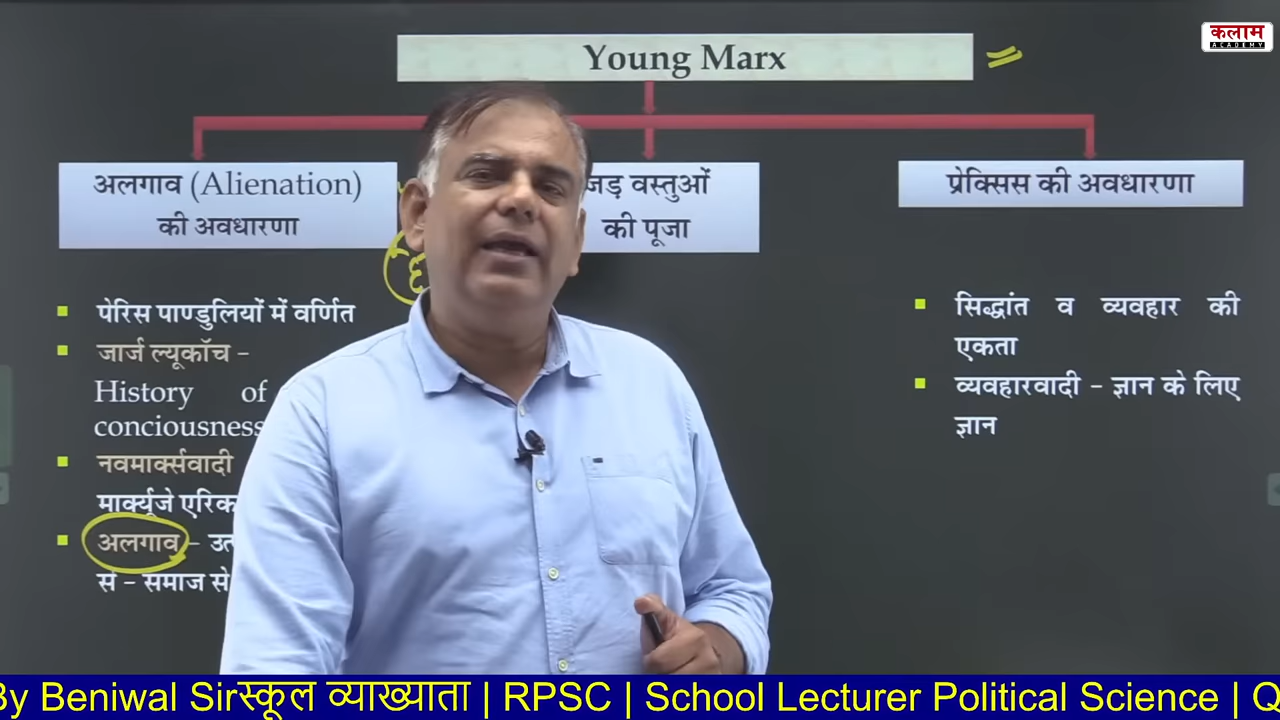 कलाम
ACADEMY
Young Marx
अलगाव (Alienation)
की अवधारणा
जड़ वस्तुओं
की पूजा
प्रेक्सिस की अवधारणा
पेरिस पाण्डुलियों में वर्णित
जार्ज ल्यूकॉच –
History of
conciousness
नवमार्क्सवादी
मार्क्यूजे एरिक
अलगाव –
से – समाज से
सिद्धांत व व्यवहार की
एकता
व्यवहारवादी – ज्ञान के लिए
ज्ञान
By Beniwal Sirस्कूल व्याख्याता | RPSC | School Lecturer Political Science | Q